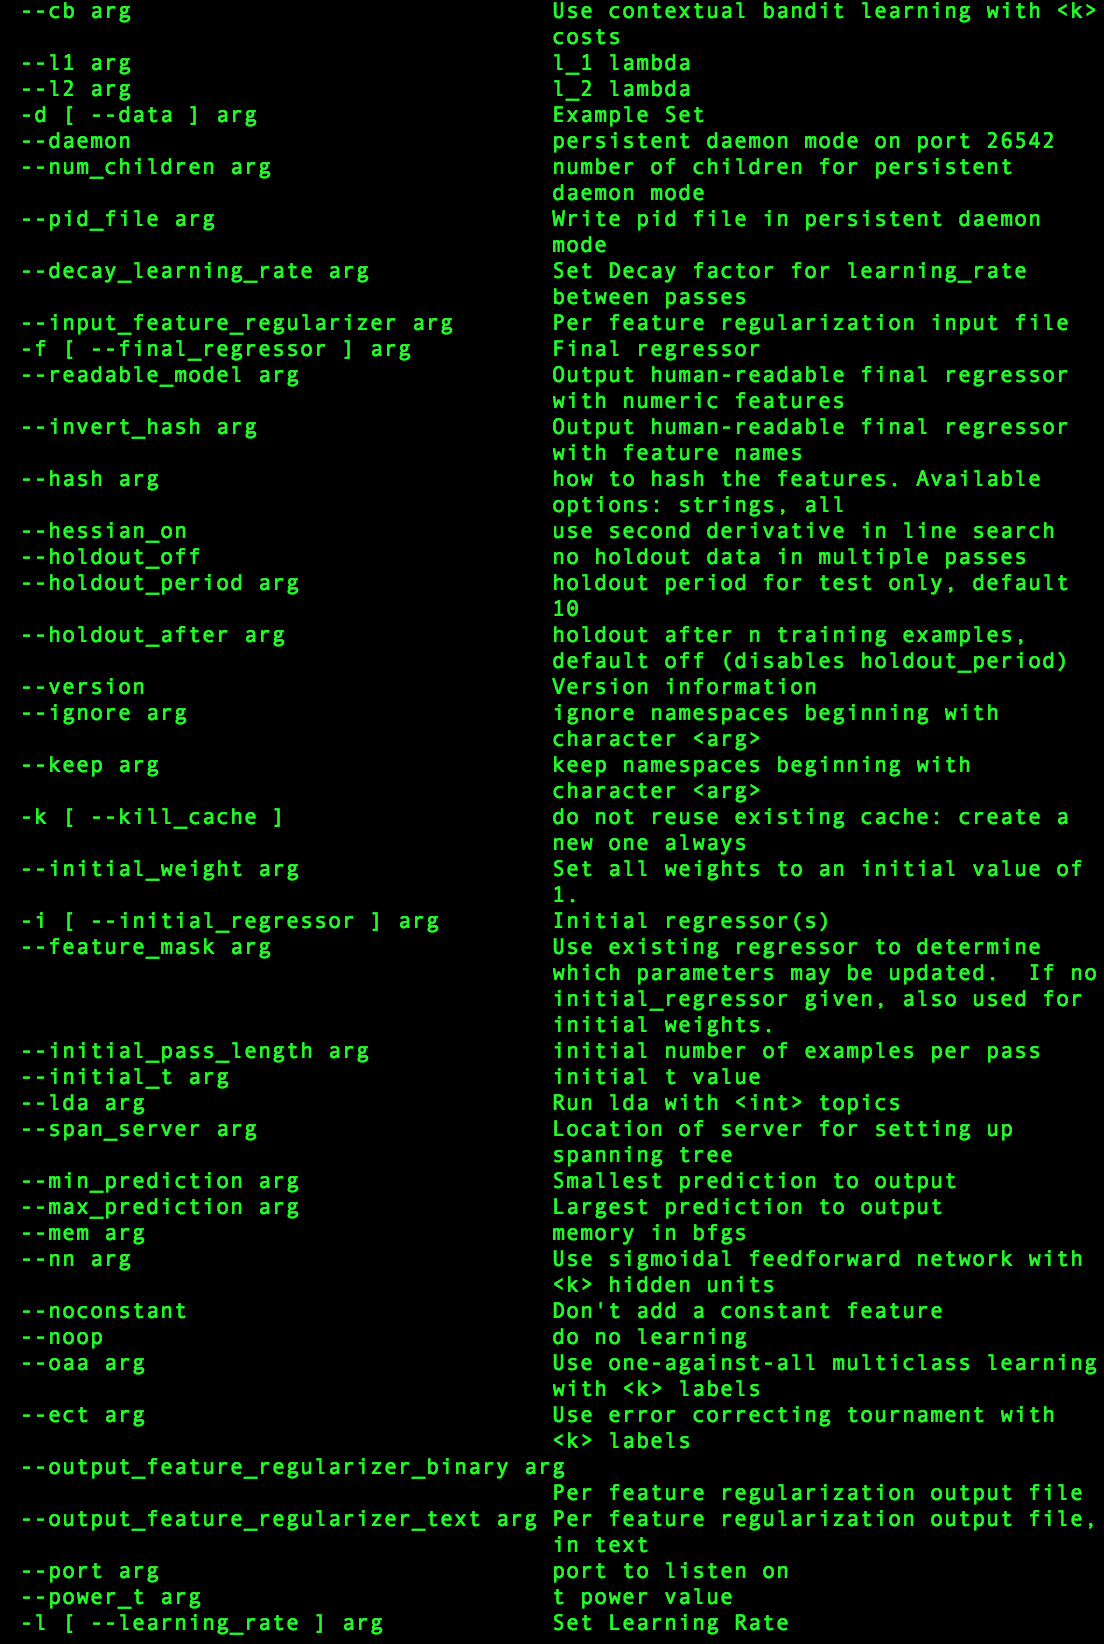 --cb arg Use contextual bandit learning with <k>
costs
--l1 arg l_1 lambda
--l2 arg l_2 lambda
-d [ --data ] arg Example Set
--daemon persistent daemon mode on port 26542
--num_children arg number of children for persistent
daemon mode
--pid_file arg Write pid file in persistent daemon
mode
--decay_learning_rate arg Set Decay factor for learning_rate
between passes
--input_feature_regularizer arg Per feature regularization input file
-f [ --final_regressor ] arg Final regressor
--readable_model arg Output human-readable final regressor
with numeric features
--invert_hash arg Output human-readable final regressor
with feature names
--hash arg how to hash the features. Available
options: strings, all
--hessian_on use second derivative in line search
--holdout_off no holdout data in multiple passes
--holdout_period arg holdout period for test only, default
10
--holdout_after arg holdout after n training examples,
default off (disables holdout_period)
--version Version information
--ignore arg ignore namespaces beginning with
character <arg>
--keep arg keep namespaces beginning with
character <arg>
-k [ --kill_cache ] do not reuse existing cache: create a
new one always
--initial_weight arg Set all weights to an initial value of
1.
-i [ --initial_regressor ] arg Initial regressor(s)
--feature_mask arg Use existing regressor to determine
which parameters may be updated.  If no
initial_regressor given, also used for
initial weights.
--initial_pass_length arg initial number of examples per pass
--initial_t arg initial t value
--lda arg Run lda with <int> topics
--span_server arg Location of server for setting up
spanning tree
--min_prediction arg Smallest prediction to output
--max_prediction arg Largest prediction to output
--mem arg memory in bfgs
--nn arg Use sigmoidal feedforward network with
<k> hidden units
--noconstant Don't add a constant feature
--noop do no learning
--oaa arg Use one-against-all multiclass learning
with <k> labels
--ect arg Use error correcting tournament with
<k> labels
--output_feature_regularizer_binary arg
Per feature regularization output file
--output_feature_regularizer_text arg Per feature regularization output file,
in text
--port arg port to listen on
--power_t arg t power value
-l [ --learning_rate ] arg Set Learning Rate